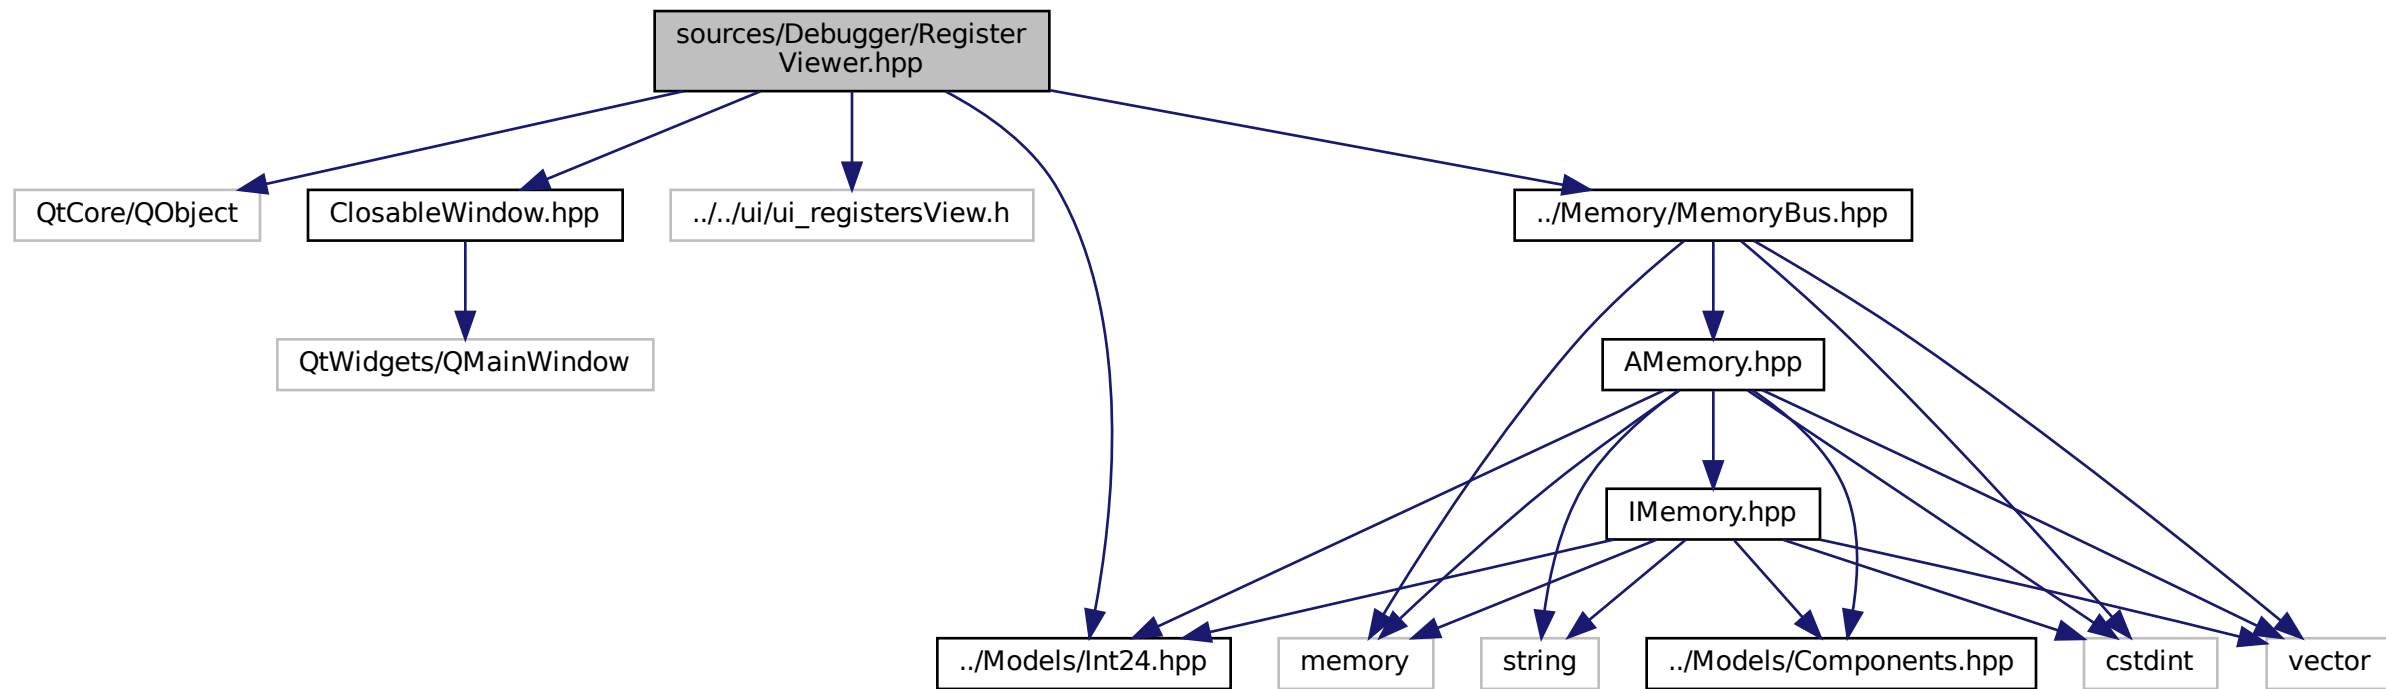 sources/Debugger/Register
Viewer.hpp
QtCore/QObject
ClosableWindow.hpp
../../ui/ui_registersView.h
../Memory/MemoryBus.hpp
QtWidgets/QMainWindow
AMemory.hpp
IMemory.hpp
../Models/Int24.hpp
memory
string
../Models/Components.hpp
cstdint
vector